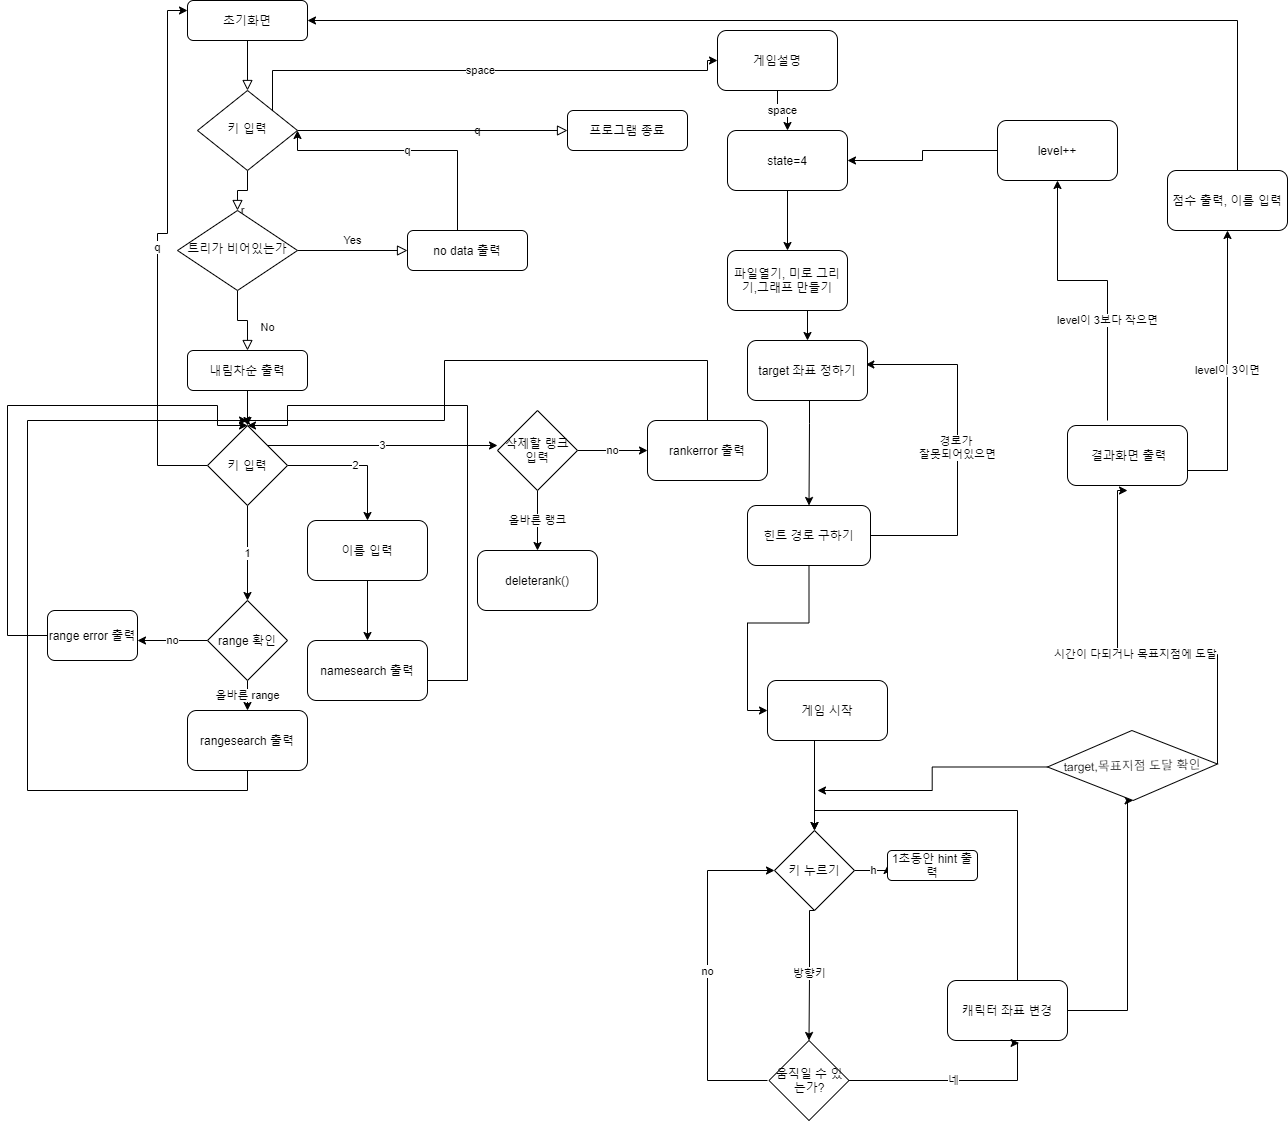 초기화면
게임설명
space
키 입력
q
프로그램 종료
space
q
state=4
level++
점수 출력, 이름 입력
r
트리가 비어있는가
Yes
no data 출력
q
파일열기, 미로 그리
기,그래프 만들기
No
level이 3보다 작으면
내림차순 출력
target 좌표 정하기
level이 3이면
키 입력
3
삭제할 랭크
입력
no
rankerror 출력
경로가
잘못되어있으면
결과화면 출력
2
올바른 랭크
이름 입력
힌트 경로 구하기
1
deleterank()
range error 출력
no
range 확인
namesearch 출력
시간이 다되거나 목표지점에 도달
올바른 range
rangesearch 출력
게임 시작
target,목표지점 도달 확인
키 누르기
h
1초동안 hint 출
력
no
방향키
캐릭터 좌표 변경
움직일 수 있
는가?
네